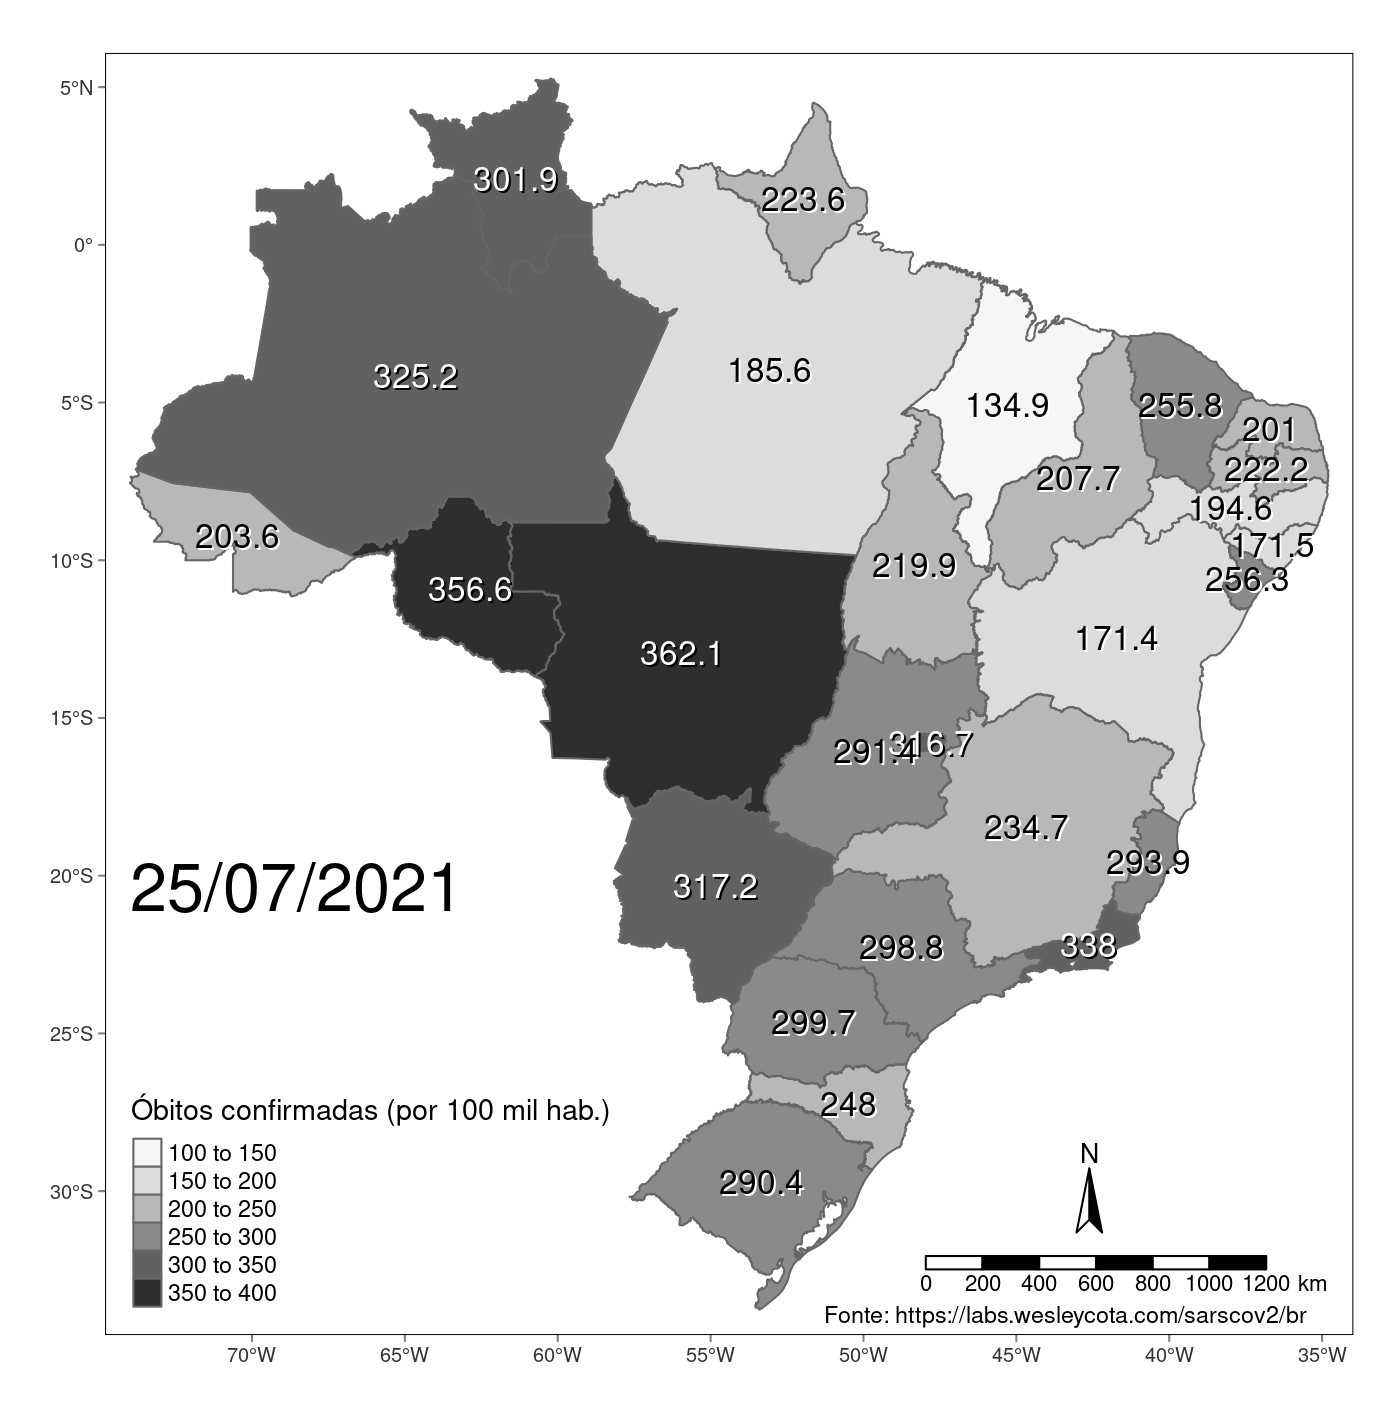 5°N
0°
5°S
10°S
15°S
20°S
25°S
30°S
301.9
223.6
325.2
185.6
134.9
255.8
201
222.2
207.7
194.6
203.6
171.5
219.9
256.3
356.6
362.1
171.4
291.4
316.7
234.7
293.9
317.2
338
298.8
299.7
248
290.4
25/07/2021
Óbitos confirmadas (por 100 mil hab.)
100 to 150
150 to 200
200 to 250
250 to 300
300 to 350
350 to 400
N
0 200 400 600 800 1000 1200 km
Fonte: https://labs.wesleycota.com/sarscov2/br
70°W 65°W 60°W 55°W 50°W 45°W 40°W 35°W